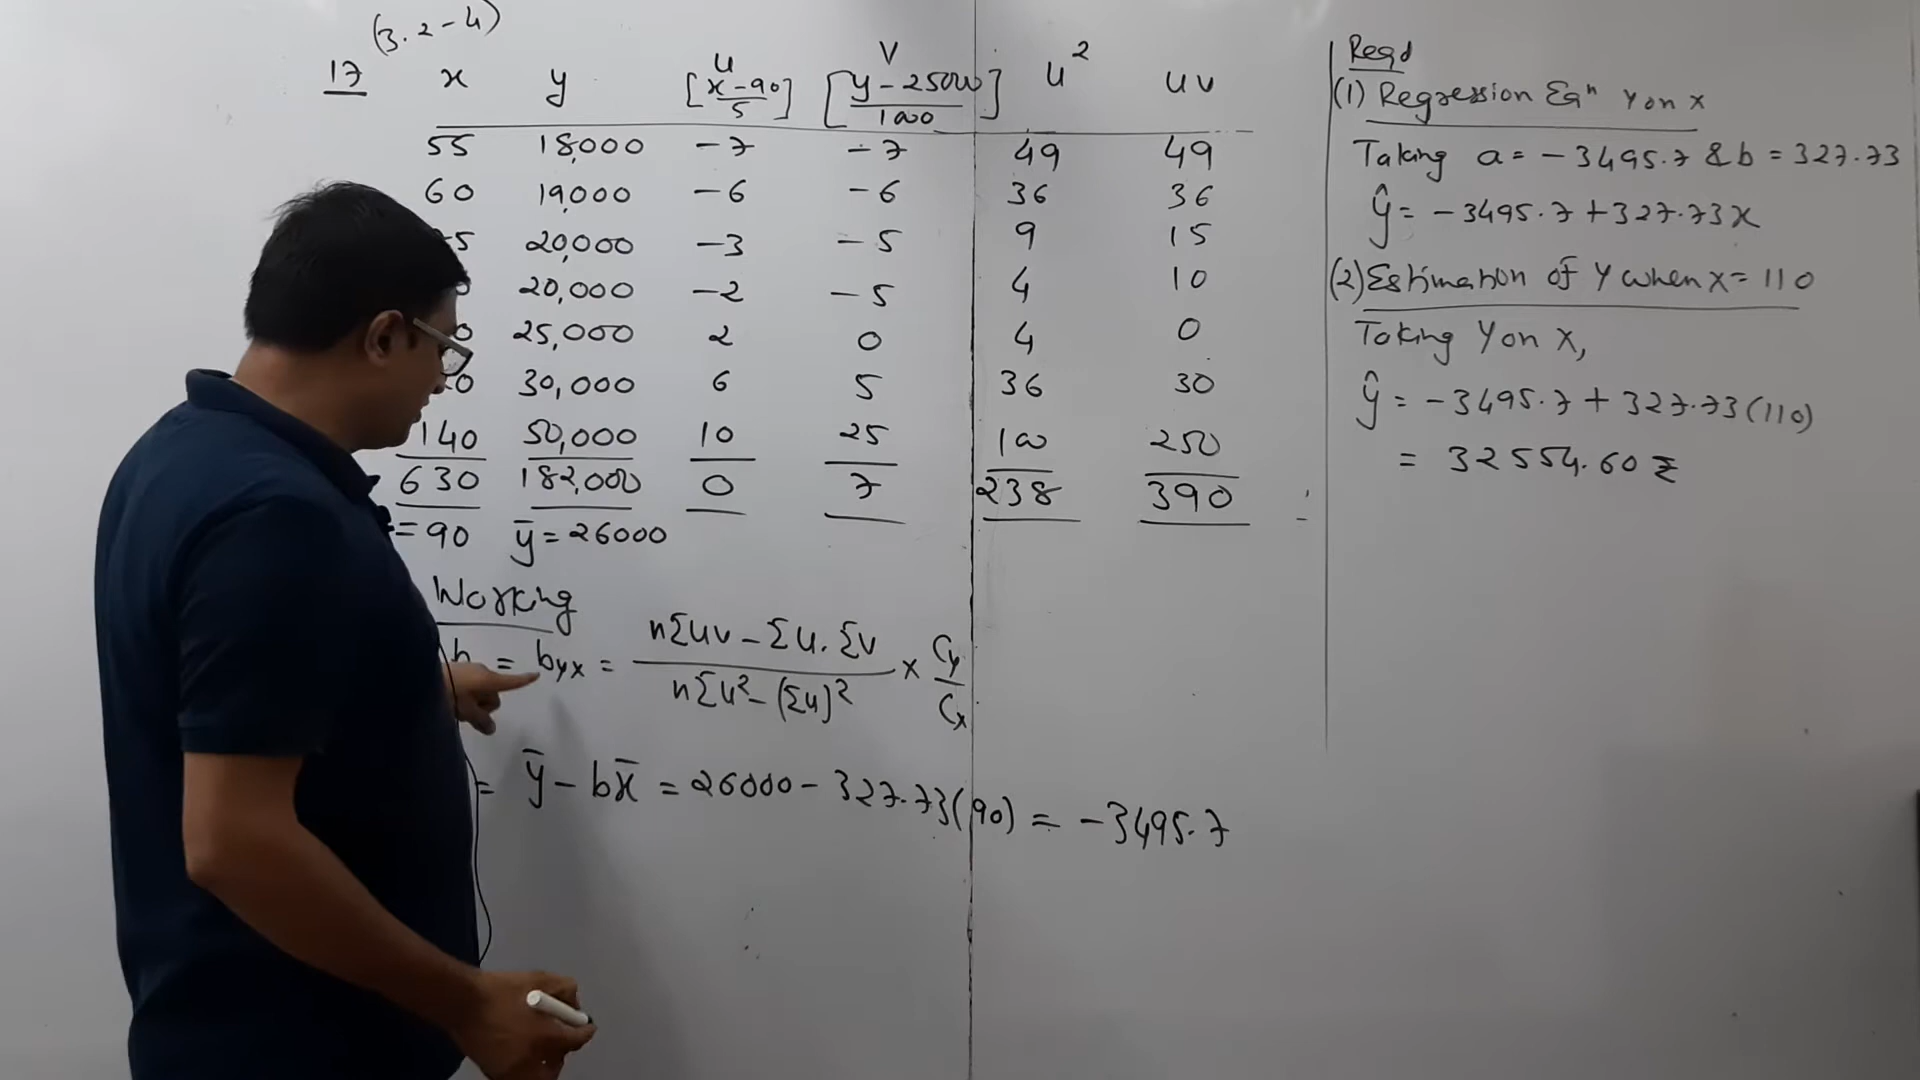 (3.2-4)
17 x y u [x-90/5] v [y-25000/1000] u² uv
55 18,000 -7 -7 49 49
60 19,000 -6 -6 36 36
5 20,000 -3 -5 9 15
0 20,000 -2 -5 4 10
0 25,000 2 0 4 0
0 30,000 6 5 36 30
140 50,000 10 25 100 250
630 182,000 0 7 238 390
= 90 ȳ = 26000
Working
b = byx = nΣuv - Σu. Σv / nΣu² - (Σu)² × Cy/Cx
= ȳ - bx̄ = 26000 - 327.73(90) = -3495.7
Reqd
(1) Regression Eqⁿ Y on X
Taking a = -3495.7 & b = 327.73
ŷ = -3495.7 + 327.73x
(2) Estimation of Y when X = 110
Taking Y on X,
ŷ = -3495.7 + 327.73(110)
= 32554.60 ₹